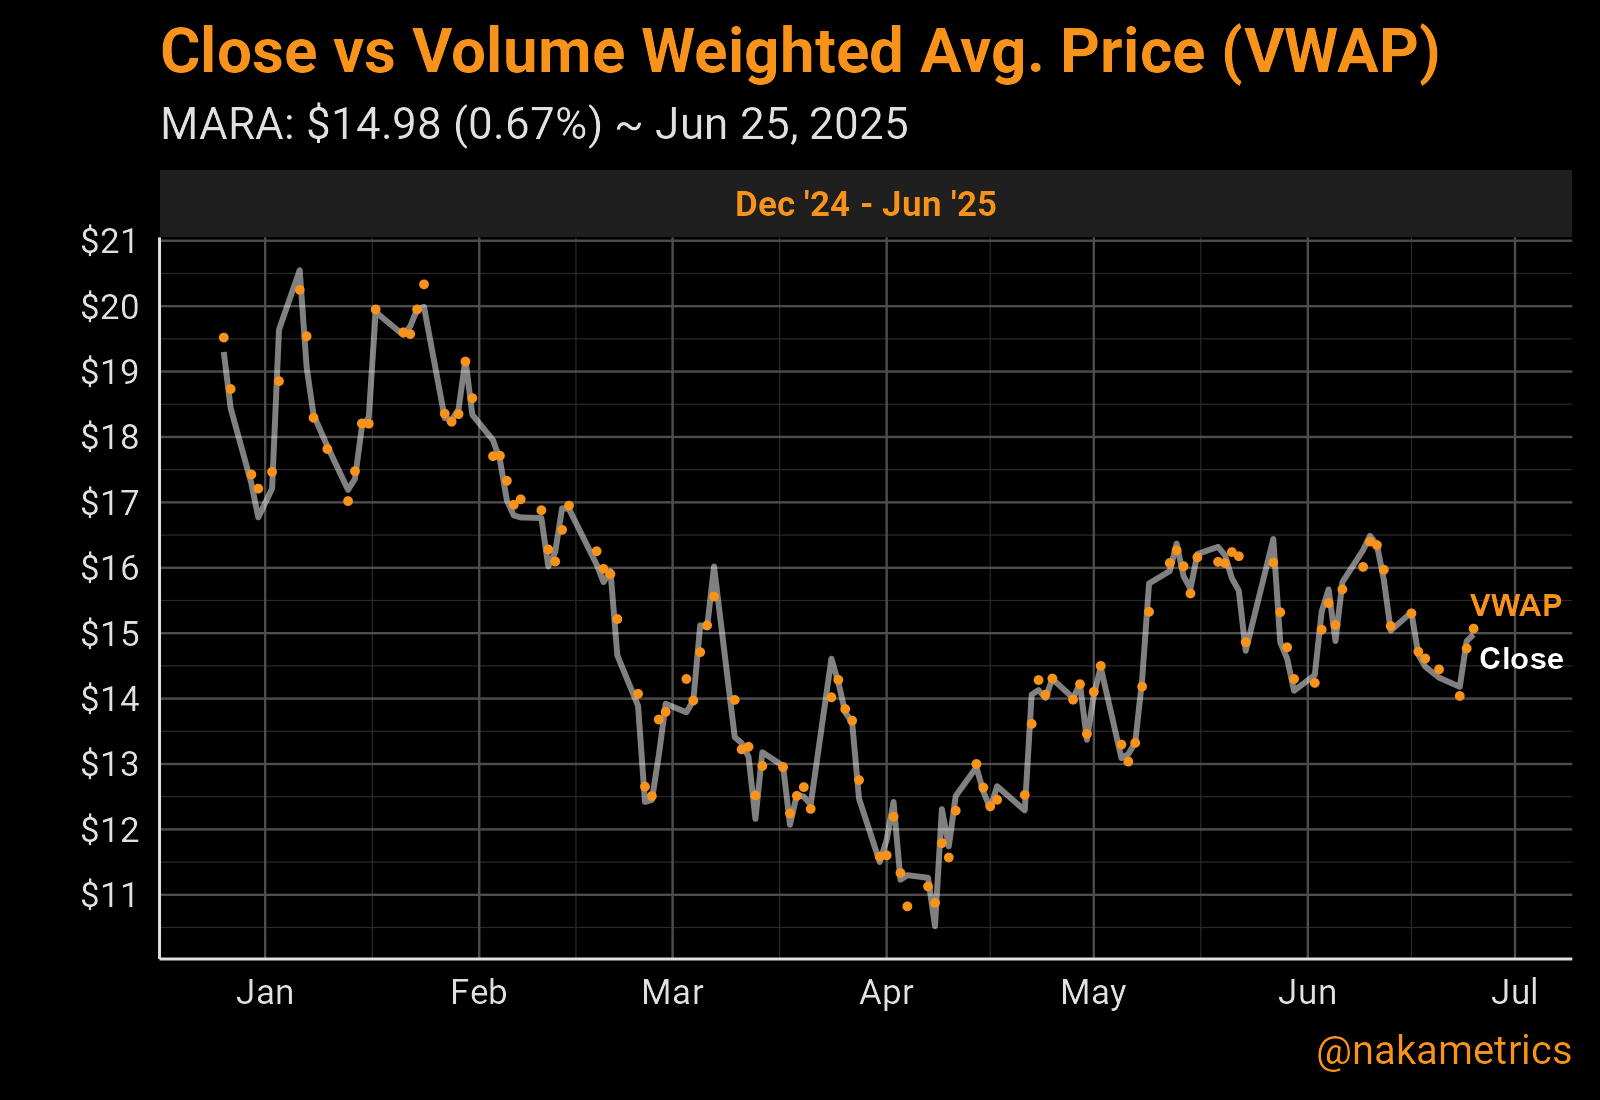 Close vs Volume Weighted Avg. Price (VWAP)
MARA: $14.98 (0.67%) ~ Jun 25, 2025
Dec '24 - Jun '25
$21
$20
$19
$18
$17
$16
$15
$14
$13
$12
$11
VWAP
Close
Jan Feb Mar Apr May Jun Jul
@nakametrics